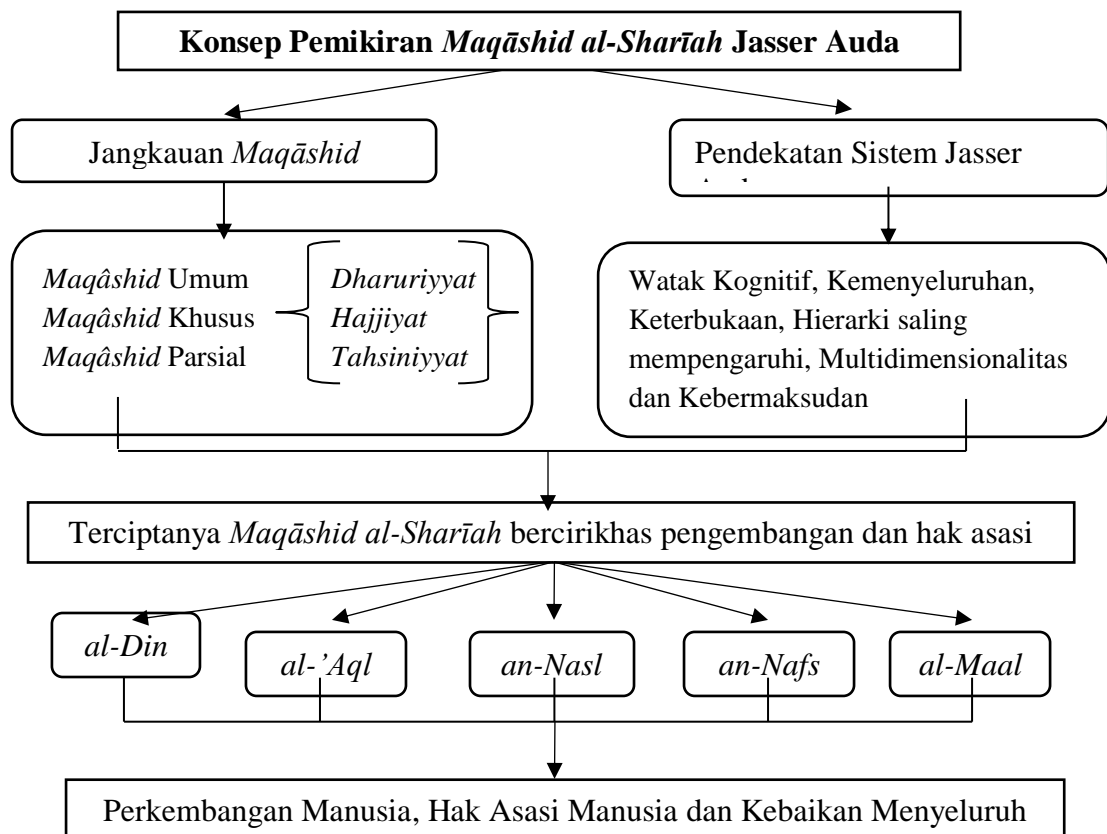 Konsep Pemikiran Maqāshid al-Sharīah Jasser Auda
Jangkauan Maqāshid
Pendekatan Sistem Jasser
Maqâshid Umum
Maqâshid Khusus
Maqâshid Parsial
Dharuriyyat
Hajjiyat
Tahsiniyyat
Watak Kognitif, Kemenyeluruhan,
Keterbukaan, Hierarki saling
mempengaruhi, Multidimensionalitas
dan Kebermaksudan
Terciptanya Maqāshid al-Sharīah bercirikhas pengembangan dan hak asasi
al-Din
al-’Aql
an-Nasl
an-Nafs
al-Maal
Perkembangan Manusia, Hak Asasi Manusia dan Kebaikan Menyeluruh